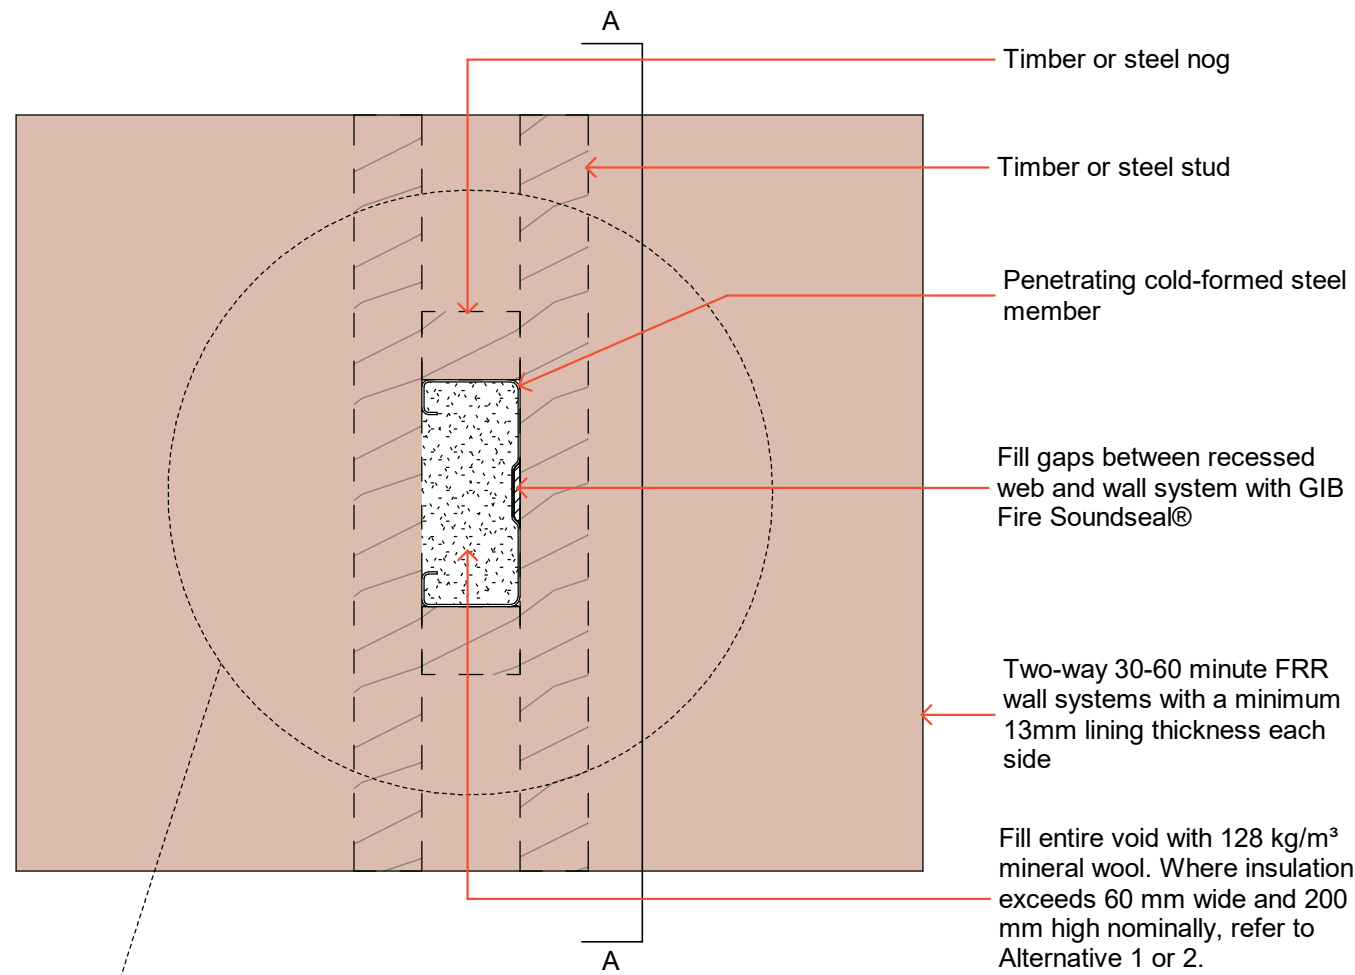 A
Timber or steel nog
Timber or steel stud
Penetrating cold-formed steel
member
Fill gaps between recessed
web and wall system with GIB
Fire Soundseal®
Two-way 30-60 minute FRR
wall systems with a minimum
13mm lining thickness each
side
Fill entire void with 128 kg/m³
mineral wool. Where insulation
exceeds 60 mm wide and 200
mm high nominally, refer to
Alternative 1 or 2.
A